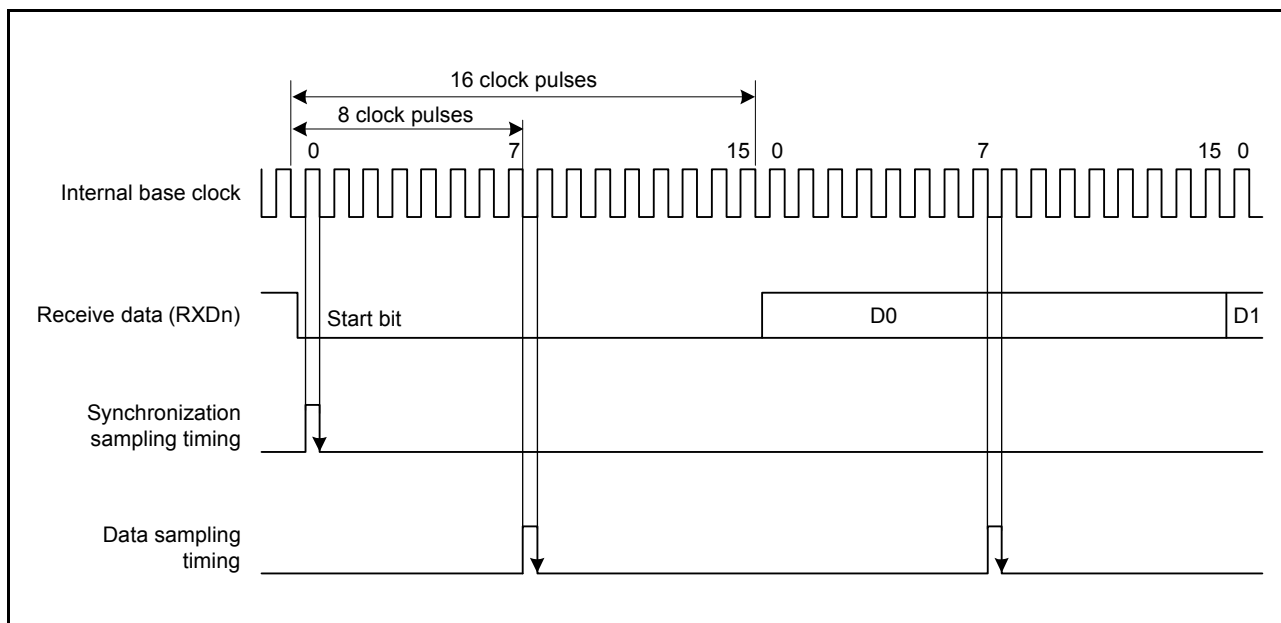 16 clock pulses
8 clock pulses
0 7 15 0 7 15 0
Internal base clock
Receive data (RXDn)
Start bit D0 D1
Synchronization
sampling timing
Data sampling
timing